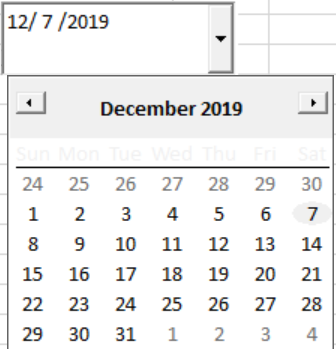 12/ 7 /2019
December 2019
Sun Mon Tue Wed Thu Fri Sat
24 25 26 27 28 29 30
1 2 3 4 5 6 7
8 9 10 11 12 13 14
15 16 17 18 19 20 21
22 23 24 25 26 27 28
29 30 31 1 2 3 4